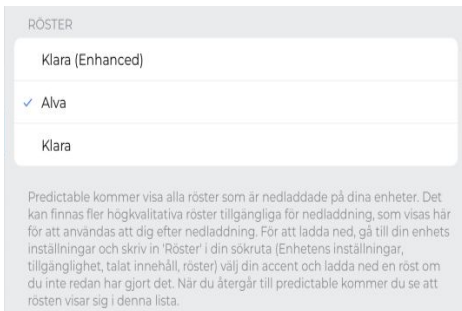 RÖSTER
Klara (Enhanced)
Alva
Klara
Predictable kommer visa alla röster som är nedladdade på dina enheter. Det
kan finnas fler högkvalitativa röster tillgängliga för nedladdning, som visas här
för att användas att dig efter nedladdning. För att ladda ned, gå till din enhets
inställningar och skriv in 'Röster' i din sökruta (Enhetens inställningar,
tillgänglighet, talat innehåll, röster) välj din accent och ladda ned en röst om
du inte redan har gjort det. När du återgår till predictable kommer du se att
rösten visar sig i denna lista.